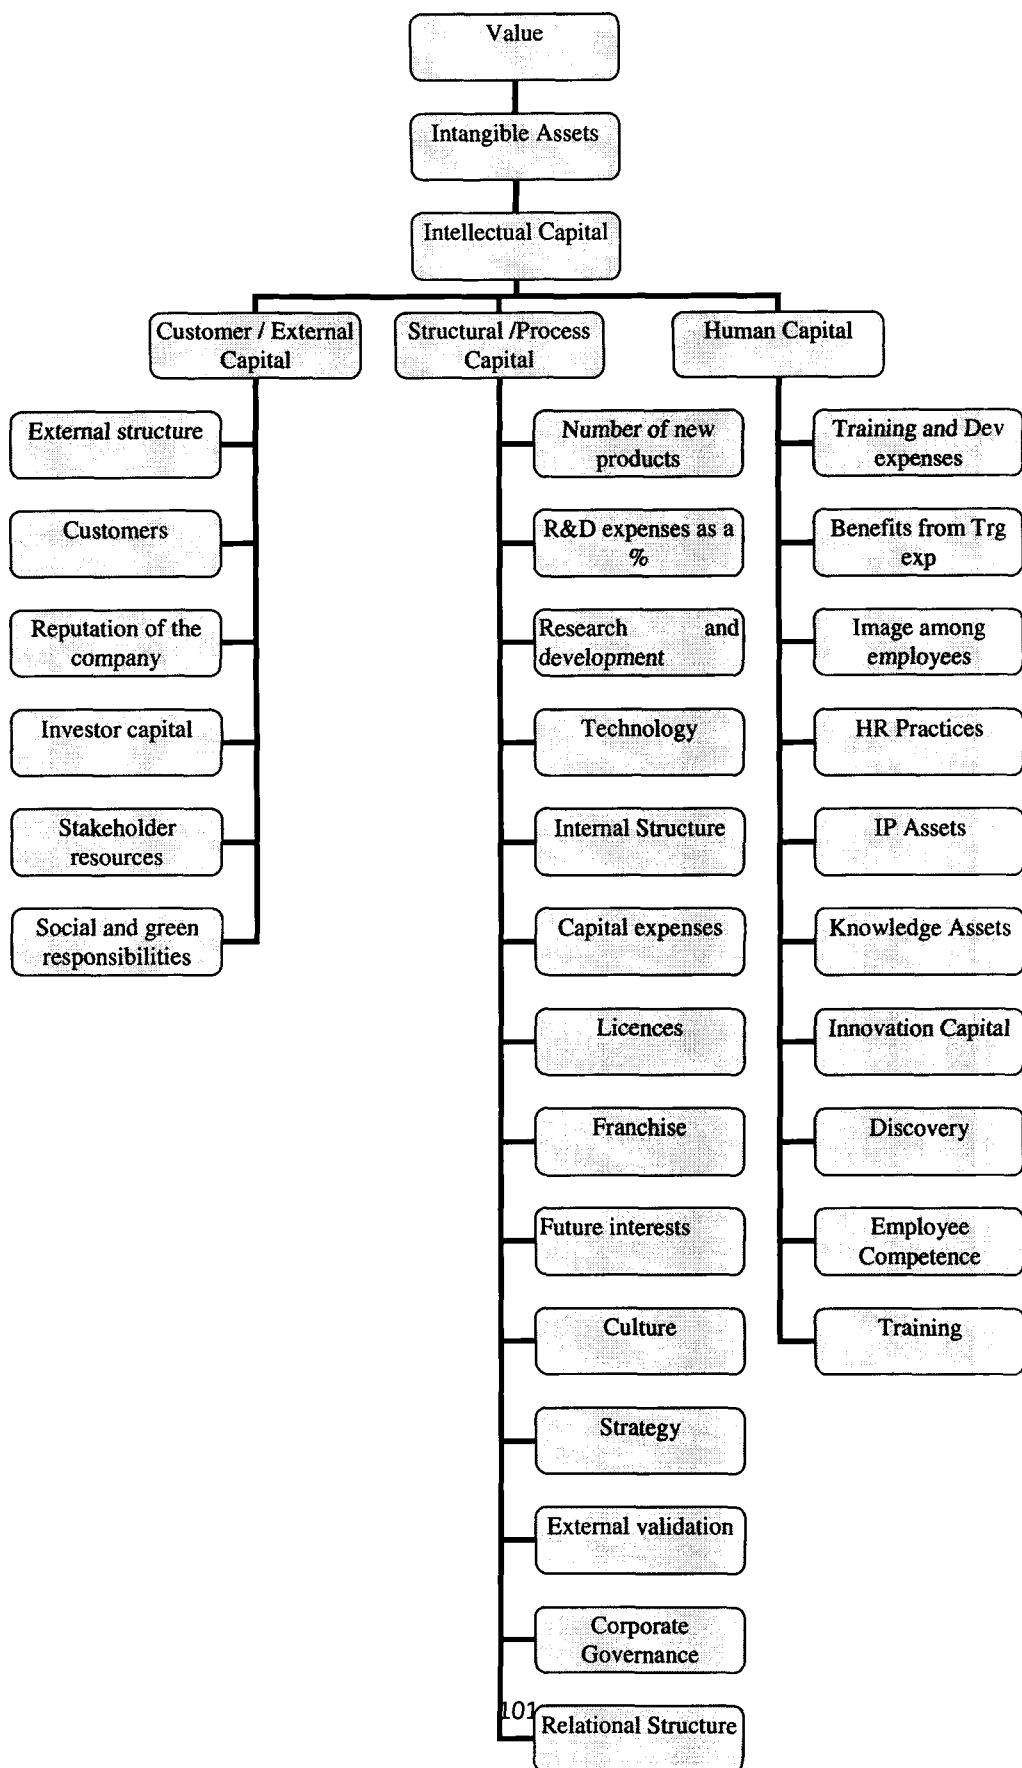 Value
Intangible Assets
Intellectual Capital
Customer / External
Capital
Structural /Process
Capital
Human Capital
External structure
Customers
Reputation of the
company
Investor capital
Stakeholder
resources
Social and green
responsibilities
Number of new
products
R&D expenses as a
%
Research and
development
Technology
Internal Structure
Capital expenses
Licences
Franchise
Future interests
Culture
Strategy
External validation
Corporate
Governance
Relational Structure
Training and Dev
expenses
Benefits from Trg
exp
Image among
employees
HR Practices
IP Assets
Knowledge Assets
Innovation Capital
Discovery
Employee
Competence
Training
101